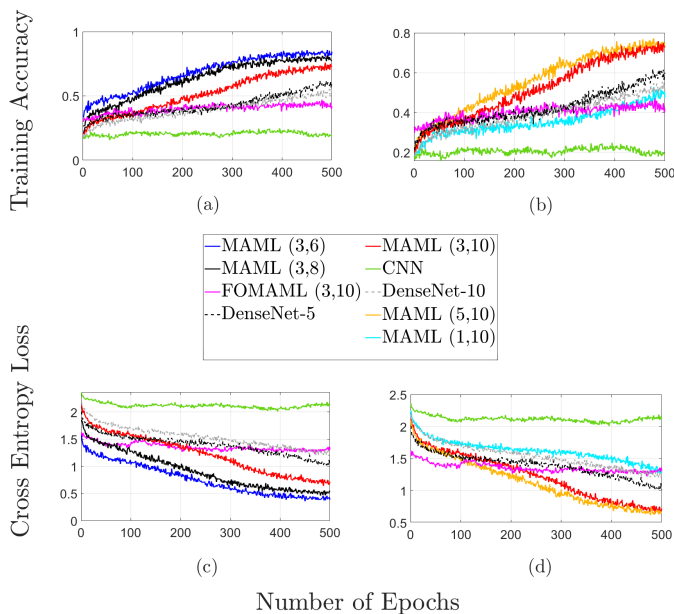 Training Accuracy
1
0.5
0
0 100 200 300 400 500
(a)
0.8
0.6
0.4
0.2
0 100 200 300 400 500
(b)
MAML (3,6)
MAML (3,8)
FOMAML (3,10)
DenseNet-5
MAML (3,10)
CNN
DenseNet-10
MAML (5,10)
MAML (1,10)
Cross Entropy Loss
2
1.5
1
0.5
0
0 100 200 300 400 500
(c)
2.5
2
1.5
1
0.5
0 100 200 300 400 500
(d)
Number of Epochs